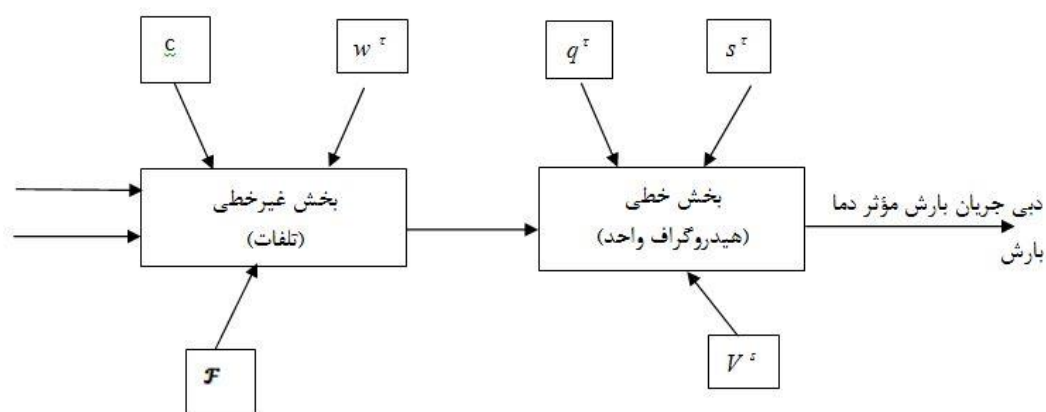 c
w τ
q τ
s τ
بخش غیرخطی
(تلفات)
بخش خطی
(هیدروگراف واحد)
دبی جریان بارش مؤثر دما
بارش
F
V s